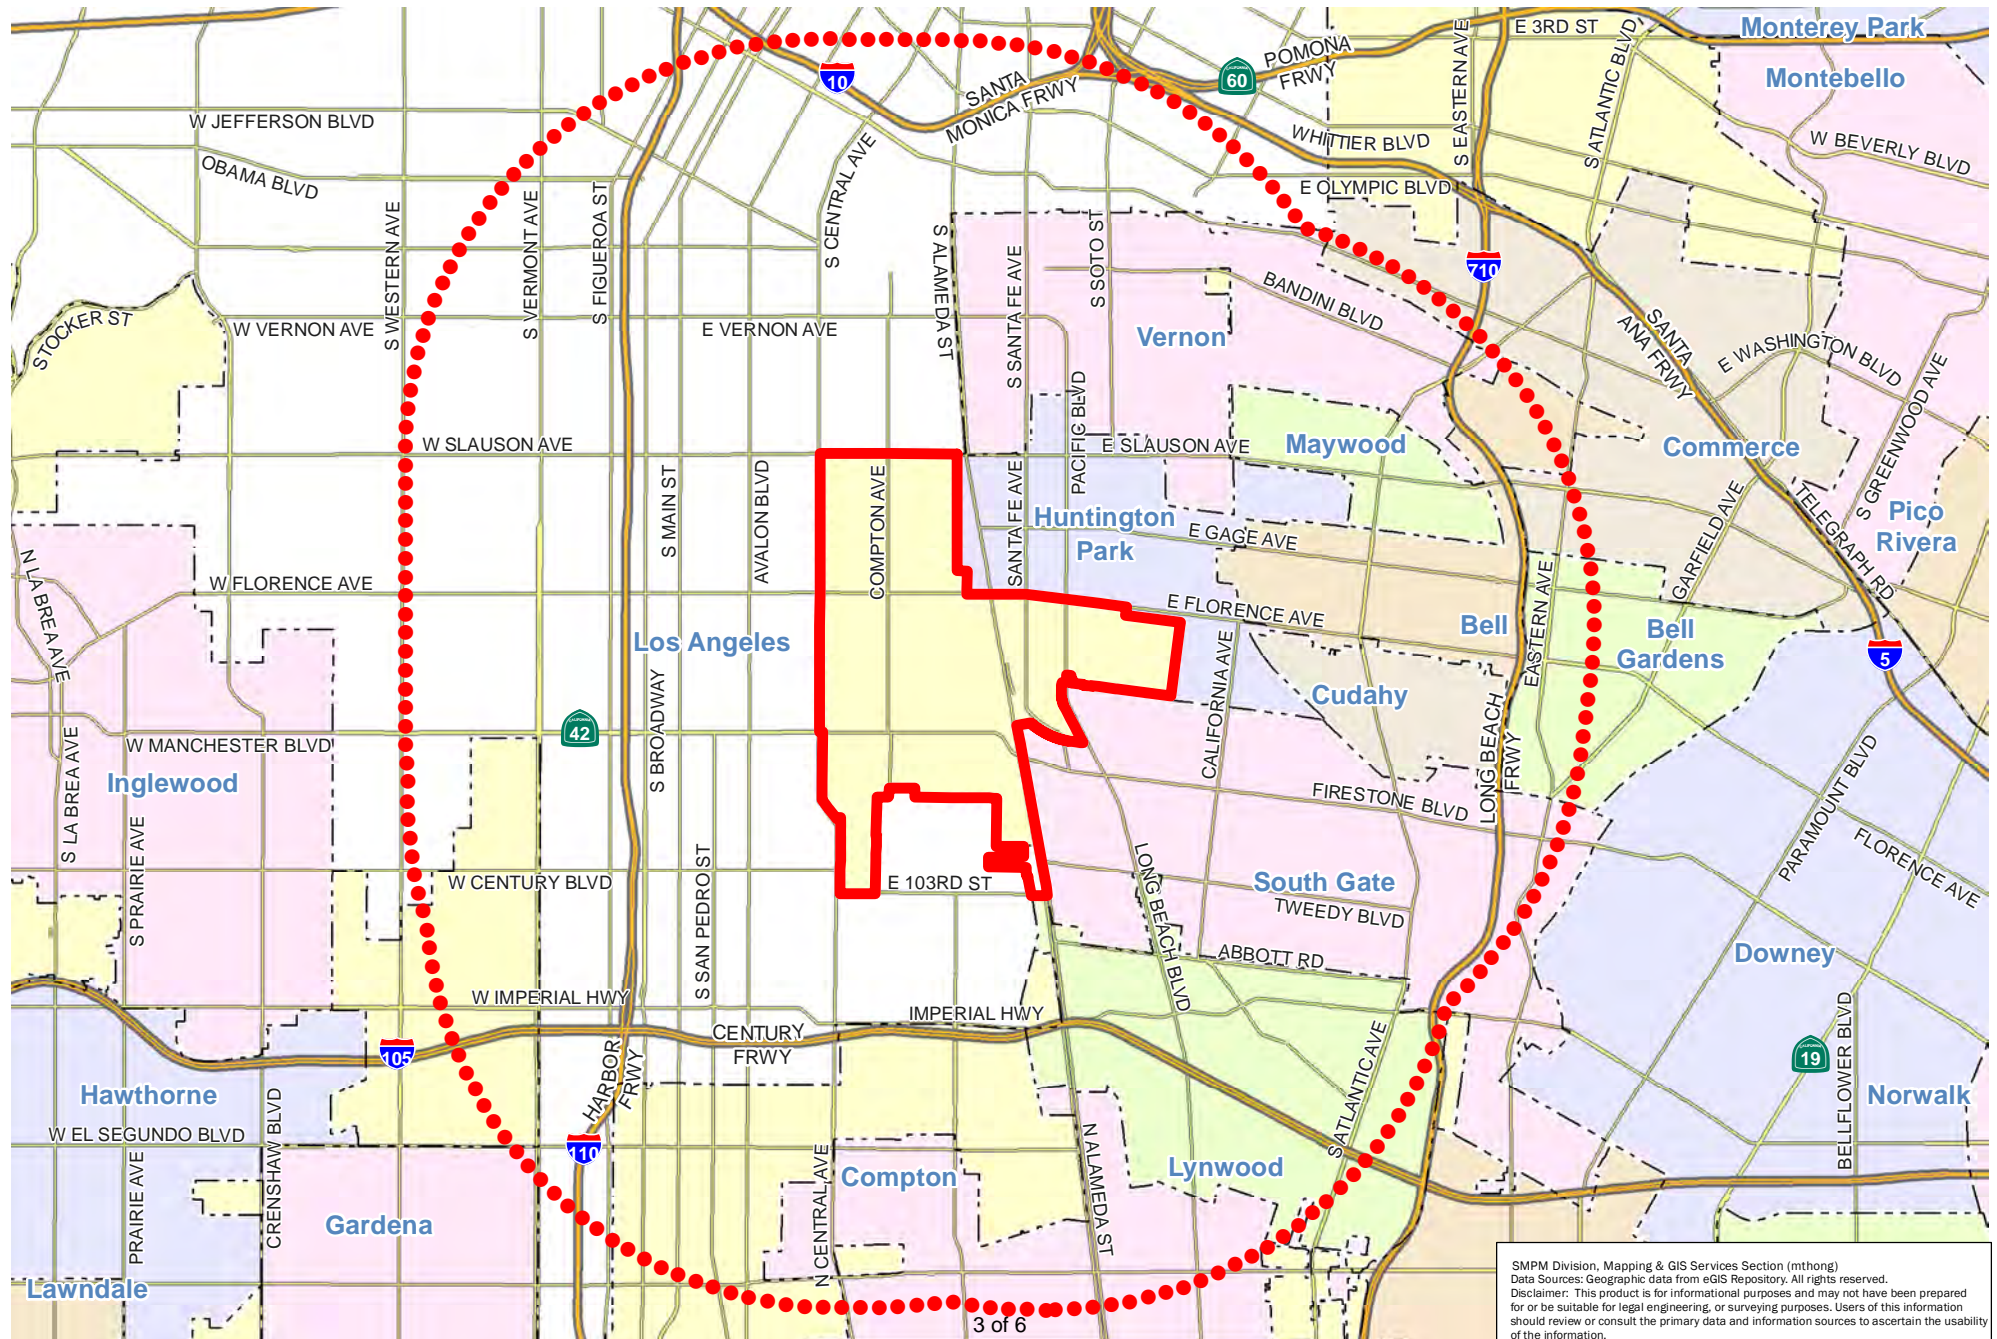 E 3RD ST
Monterey Park
Montebello
10
SANTA
MONICA FRWY
60
POMONA
FRWY
S EASTERN AVE
S ATLANTIC BLVD
W JEFFERSON BLVD
OBAMA BLVD
WHITTIER BLVD
W BEVERLY BLVD
E OLYMPIC BLVD
S WESTERN AVE
S VERMONT AVE
S FIGUEROA ST
S CENTRAL AVE
S ALAMEDA ST
S SANTA FE AVE
S SOTO ST
710
BANDINI BLVD
STOCKER ST
W VERNON AVE
E VERNON AVE
Vernon
SANTA
ANA FRWY
E WASHINGTON BLVD
S GREENWOOD AVE
PACIFIC BLVD
W SLAUSON AVE
E SLAUSON AVE
Maywood
Commerce
S MAIN ST
AVALON BLVD
COMPTON AVE
SANTA FE AVE
Huntington
Park
E GAGE AVE
GARFIELD AVE
TELEGRAPH RD
Pico
Rivera
N LA BREA AVE
W FLORENCE AVE
E FLORENCE AVE
Los Angeles
Bell
EASTERN AVE
Bell
Gardens
5
CALIFORNIA AVE
Cudahy
S LA BREA AVE
W MANCHESTER BLVD
42
S BROADWAY
LONG BEACH
FRWY
Inglewood
FIRESTONE BLVD
PARAMOUNT BLVD
FLORENCE AVE
S PRAIRIE AVE
W CENTURY BLVD
S SAN PEDRO ST
E 103RD ST
LONG BEACH BLVD
South Gate
TWEEDY BLVD
ABBOTT RD
Downey
W IMPERIAL HWY
IMPERIAL HWY
CENTURY
FRWY
105
HARBOR
FRWY
S ATLANTIC AVE
BELLFLOWER BLVD
19
Hawthorne
Norwalk
W EL SEGUNDO BLVD
CRENSHAW BLVD
PRAIRIE AVE
110
N CENTRAL AVE
Compton
N ALAMEDA ST
Lynwood
Gardena
Lawndale
SMPM Division, Mapping & GIS Services Section (mthong)
Data Sources: Geographic data from eGIS Repository. All rights reserved.
Disclaimer: This product is for informational purposes and may not have been prepared
for or be suitable for legal engineering, or surveying purposes. Users of this information
should review or consult the primary data and information sources to ascertain the usability
of the information.
3 of 6